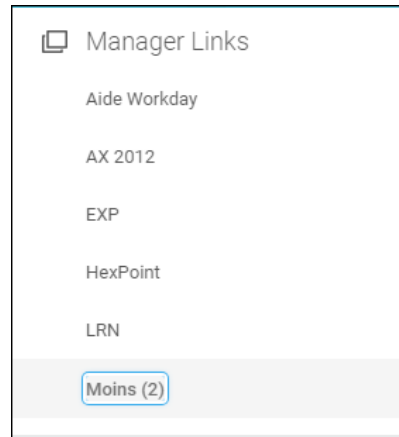 Manager Links
Aide Workday
AX 2012
EXP
HexPoint
LRN
Moins (2)